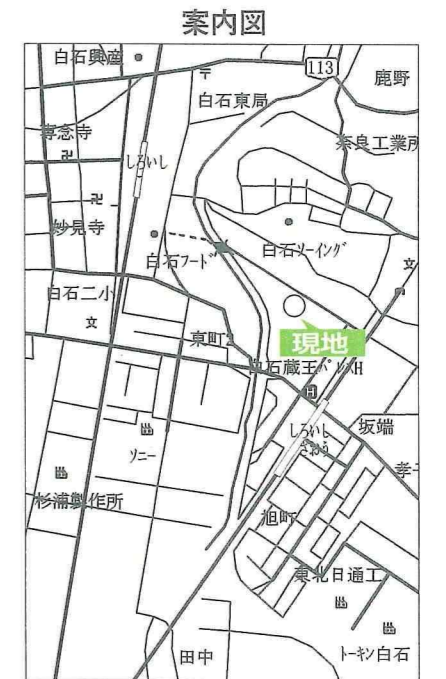 案内図
白石興産
113
鹿野
白石東局
専念寺
しろいし
奈良工業所
妙見寺
白石フード
白石ソーイング
白石二小
東町2
現地
白石蔵王パレスH
H
しろいし
ざおう
坂端
ソニー
杉浦製作所
旭町
東北日通工
田中
トーキン白石